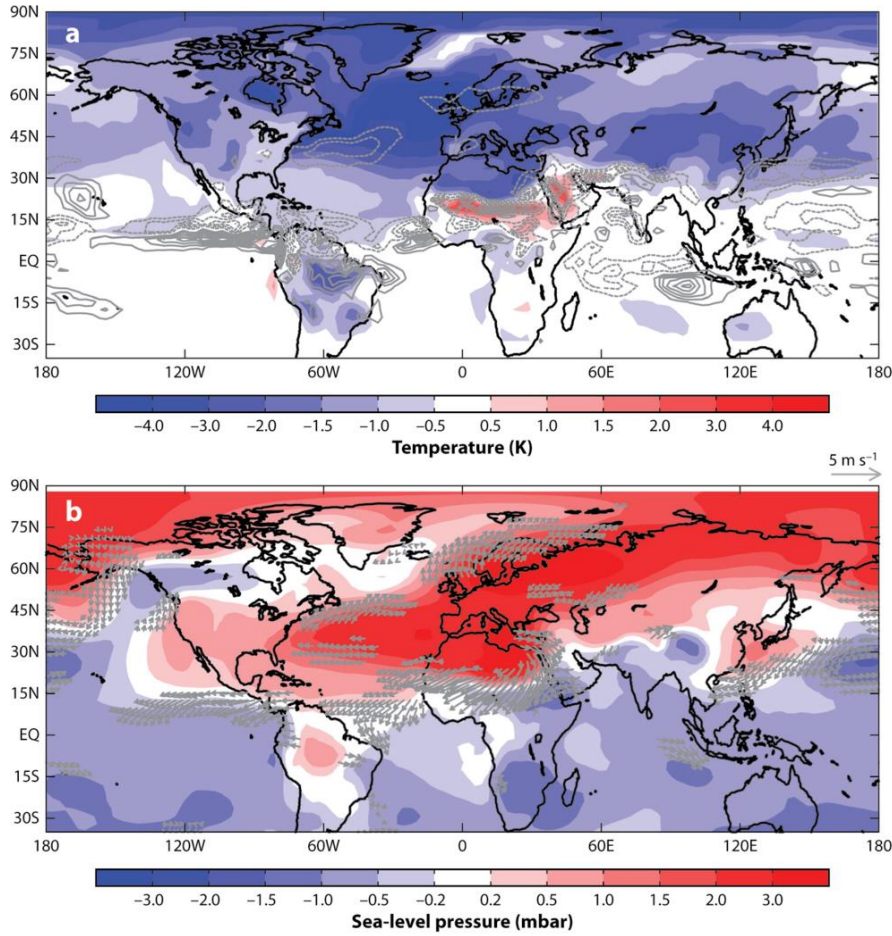 a
90N
75N
60N
45N
30N
15N
EQ
15S
30S
180 120W 60W 0 60E 120E 180
−4.0 −3.0 −2.0 −1.5 −1.0 −0.5 0.5 1.0 1.5 2.0 3.0 4.0
Temperature (K)
5 m s⁻¹
b
90N
75N
60N
45N
30N
15N
EQ
15S
30S
180 120W 60W 0 60E 120E 180
−3.0 −2.0 −1.5 −1.0 −0.5 −0.2 0.2 0.5 1.0 1.5 2.0 3.0
Sea-level pressure (mbar)